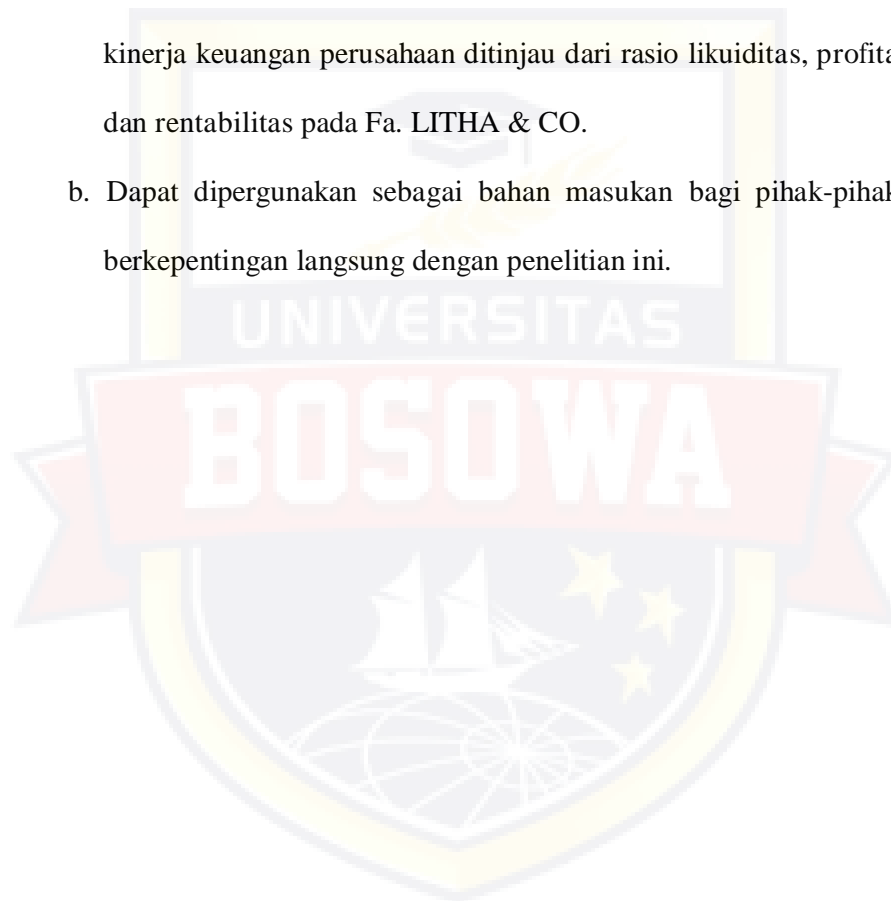 kinerja keuangan perusahaan ditinjau dari rasio likuiditas, profita
dan rentabilitas pada Fa. LITHA & CO.
b. Dapat dipergunakan sebagai bahan masukan bagi pihak-pihak
berkepentingan langsung dengan penelitian ini.
UNIVERSITAS
BOSOWA